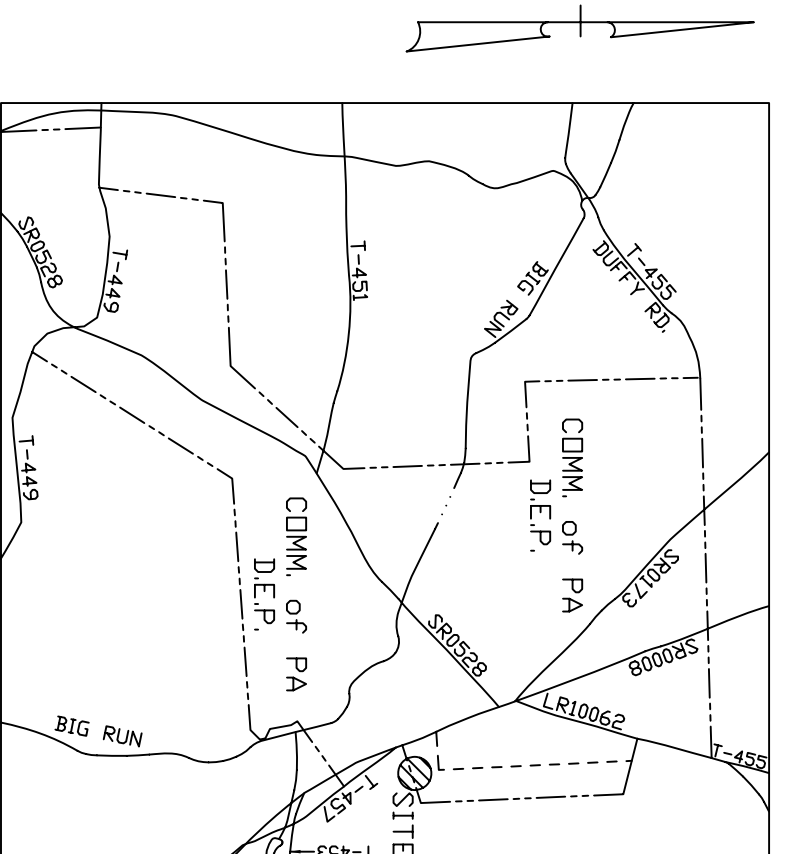 SR0528
T-449
T-451
BIG RUN
T-455
DUFFY RD.
T-449
COMM. of PA
D.E.P.
COMM. of PA
D.E.P.
SR0173
SR0528
SR0008
LR10062
BIG RUN
T-455
T-457
SITE
T-453